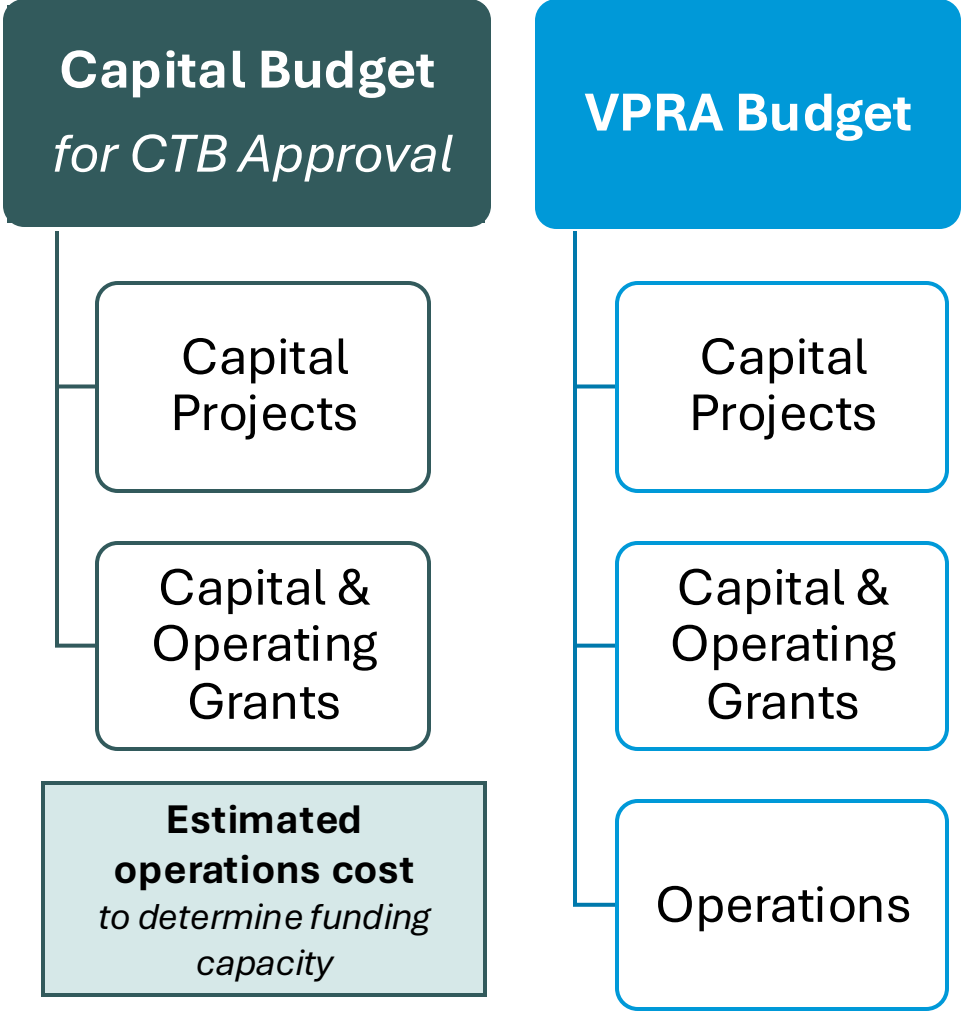 Capital Budget
for CTB Approval
Capital
Projects
Capital &
Operating
Grants
Estimated
operations cost
to determine funding
capacity
VPRA Budget
Capital
Projects
Capital &
Operating
Grants
Operations